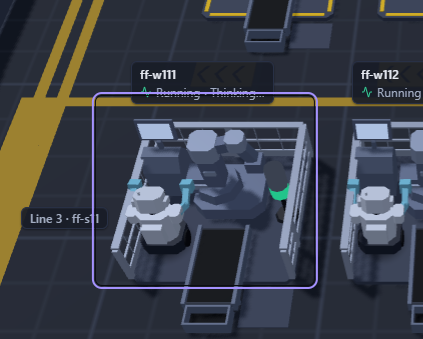 ff-w111
Running · Thinking...
ff-w112
Running
Line 3 · ff-s11